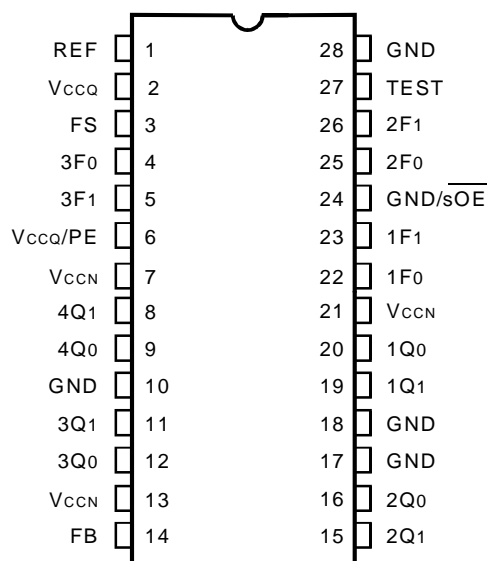 REF 1 28 GND
VCCQ 2 27 TEST
FS 3 26 2F1
3F0 4 25 2F0
3F1 5 24 GND/sOE
VCCQ/PE 6 23 1F1
VCCN 7 22 1F0
4Q1 8 21 VCCN
4Q0 9 20 1Q0
GND 10 19 1Q1
3Q1 11 18 GND
3Q0 12 17 GND
VCCN 13 16 2Q0
FB 14 15 2Q1